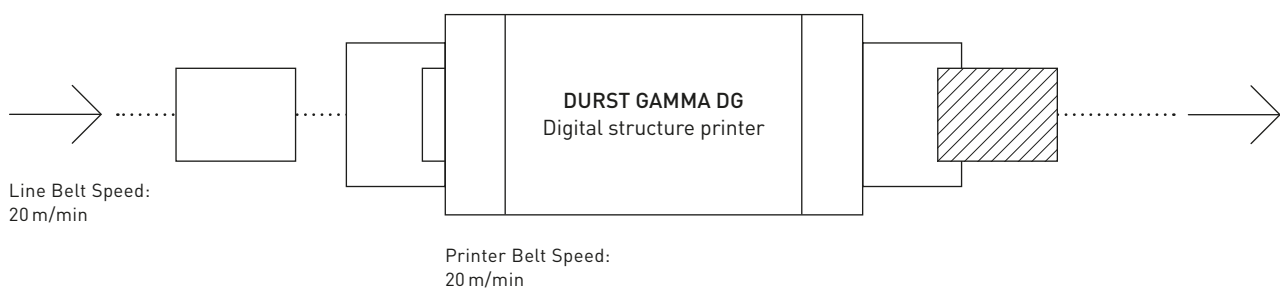 DURST GAMMA DG
Digital structure printer
Line Belt Speed:
20 m/min
Printer Belt Speed:
20 m/min